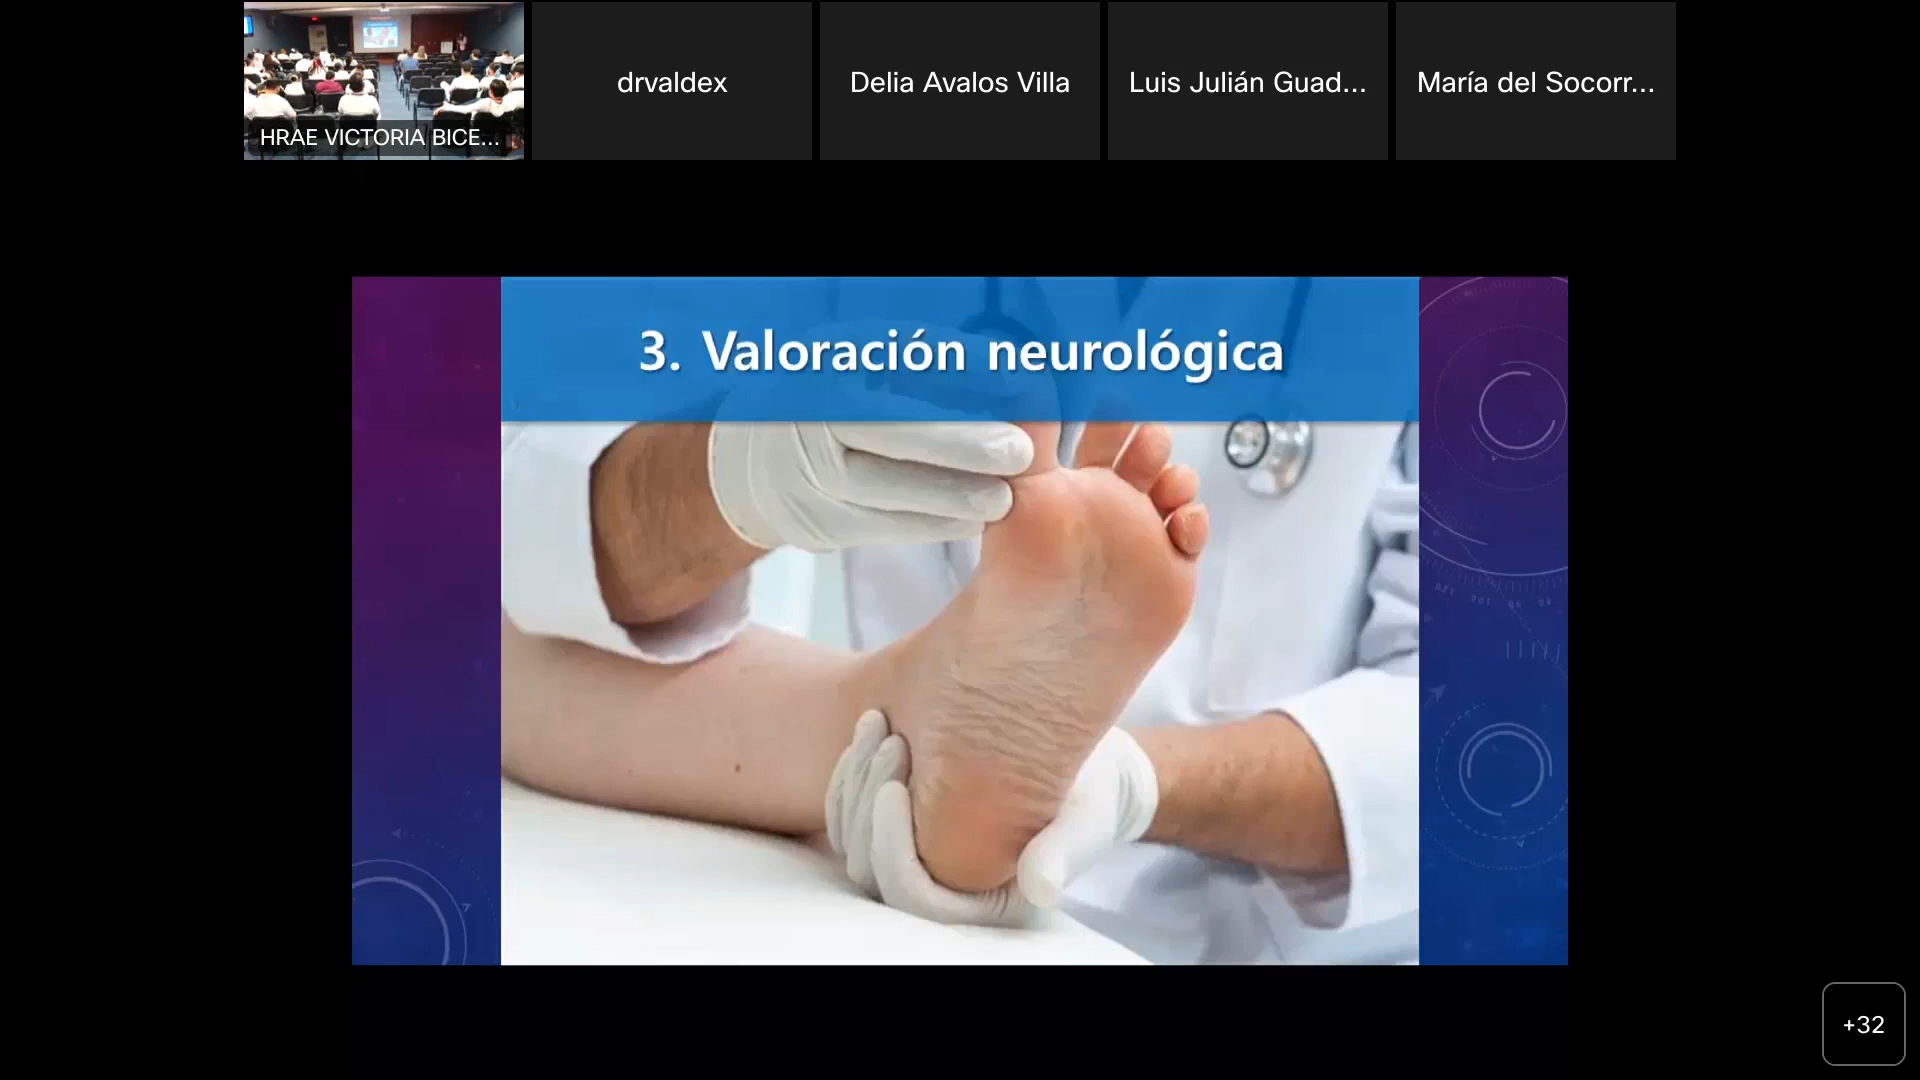 HRAE VICTORIA BICE...
drvaldex
Delia Avalos Villa
Luis Julián Guad...
María del Socorr...
3. Valoración neurológica
+32